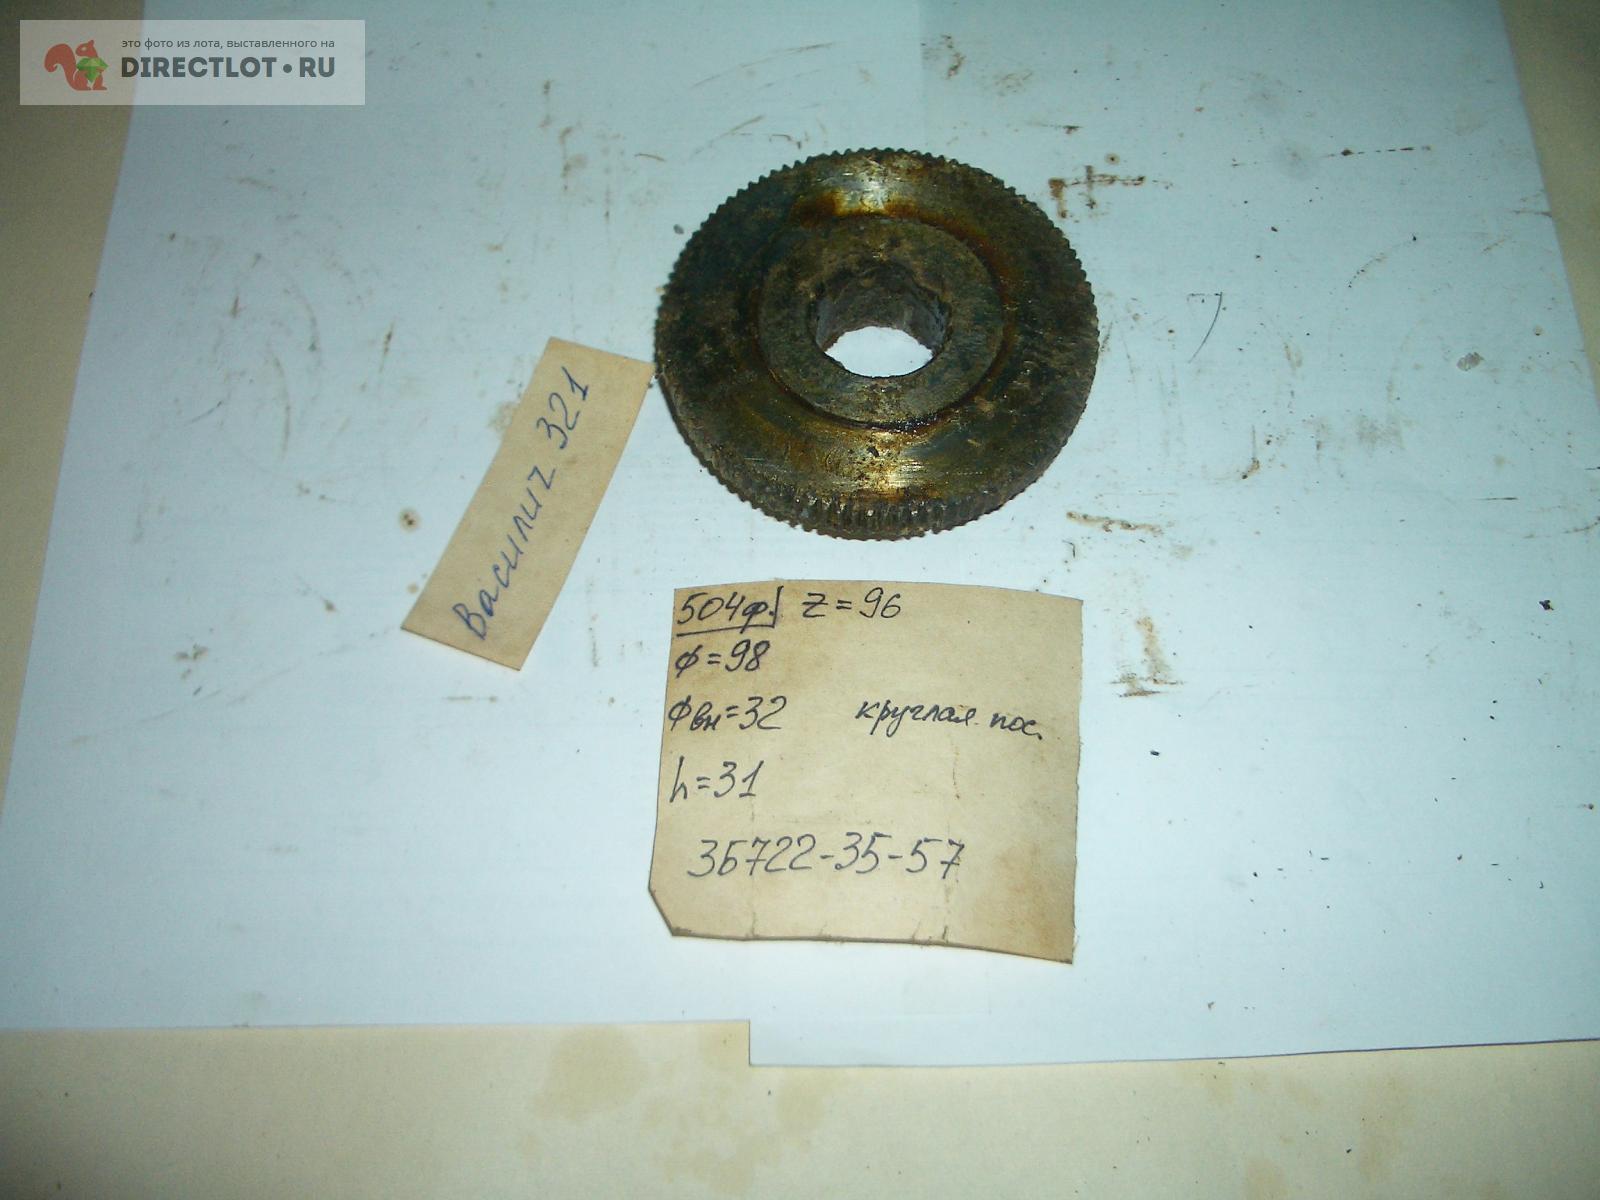 это фото из лота, выставленного на
DIRECTLOT•RU
Василич 321
504ф. z=96
ф=98
фвн=32 круглая пос.
h=31
3Б722-35-57